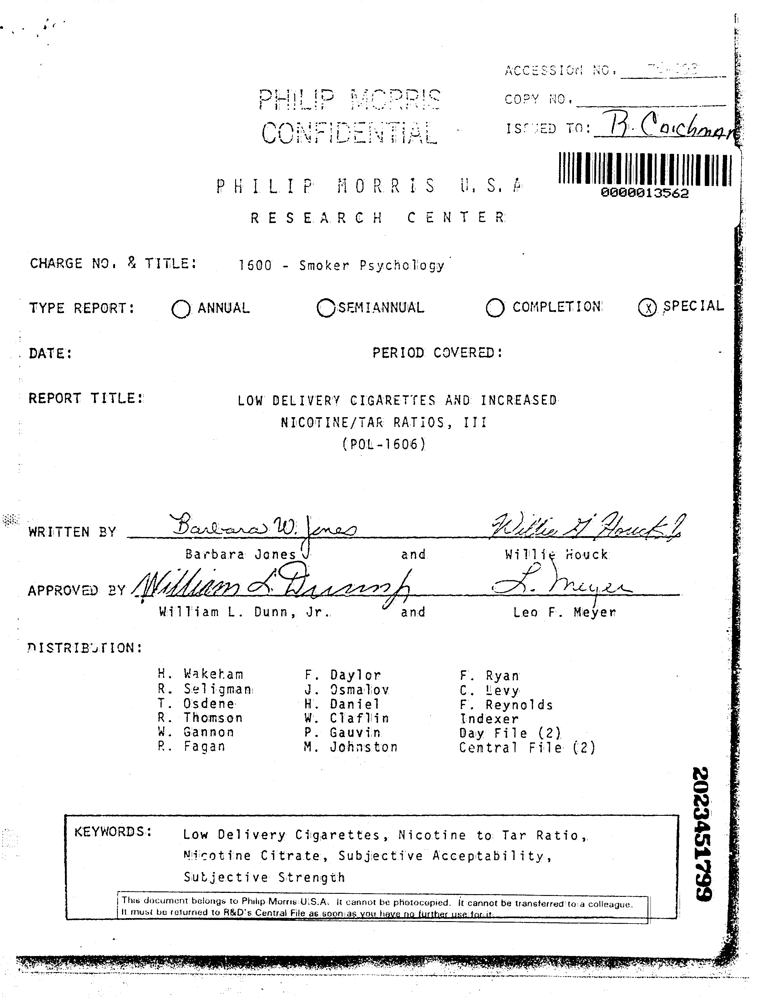 ACCESSION NO.
PHILIP MORRIS
COPY NO.
CONFIDENTIAL
ISSUED TO: B. Coichman
0000013562
PHILIP MORRIS U.S.A
RESEARCH CENTER
CHARGE NO. & TITLE: 1600 - Smoker Psychology
TYPE REPORT: ANNUAL SEMIANNUAL COMPLETION (X) SPECIAL
DATE: PERIOD COVERED:
REPORT TITLE: LOW DELIVERY CIGARETTES AND INCREASED
NICOTINE/TAR RATIOS, III
(POL-1606)
WRITTEN BY Barbara W. Jones Willie G Houck Jr
Barbara Jones and Willie Houck
APPROVED BY William L. Dunn Jr L. Meyer
William L. Dunn, Jr. and Leo F. Meyer
DISTRIBUTION:
H. Wakeham F. Daylor F. Ryan
R. Seligman J. Osmalov C. Levy
T. Osdene H. Daniel F. Reynolds
R. Thomson W. Claflin Indexer
W. Gannon P. Gauvin Day File (2)
R. Fagan M. Johnston Central File (2)
KEYWORDS: Low Delivery Cigarettes, Nicotine to Tar Ratio,
Nicotine Citrate, Subjective Acceptability,
Subjective Strength
This document belongs to Philip Morris U.S.A. It cannot be photocopied. It cannot be transferred to a colleague.
It must be returned to R&D's Central File as soon as you have no further use for it.
2023451799